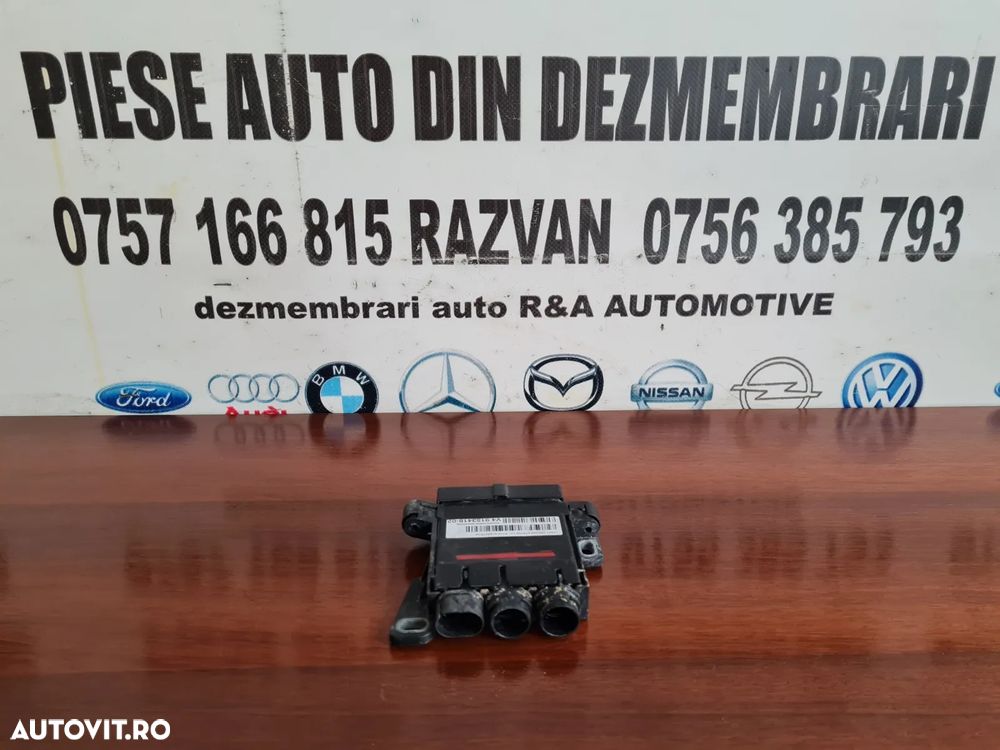 PIESE AUTO DIN DEZMEMBRARI
0757 166 815 RAZVAN 0756 385 793
dezmembrari auto R&A AUTOMOTIVE
Ford
Audi
BMW
NISSAN
AUTOVIT.RO